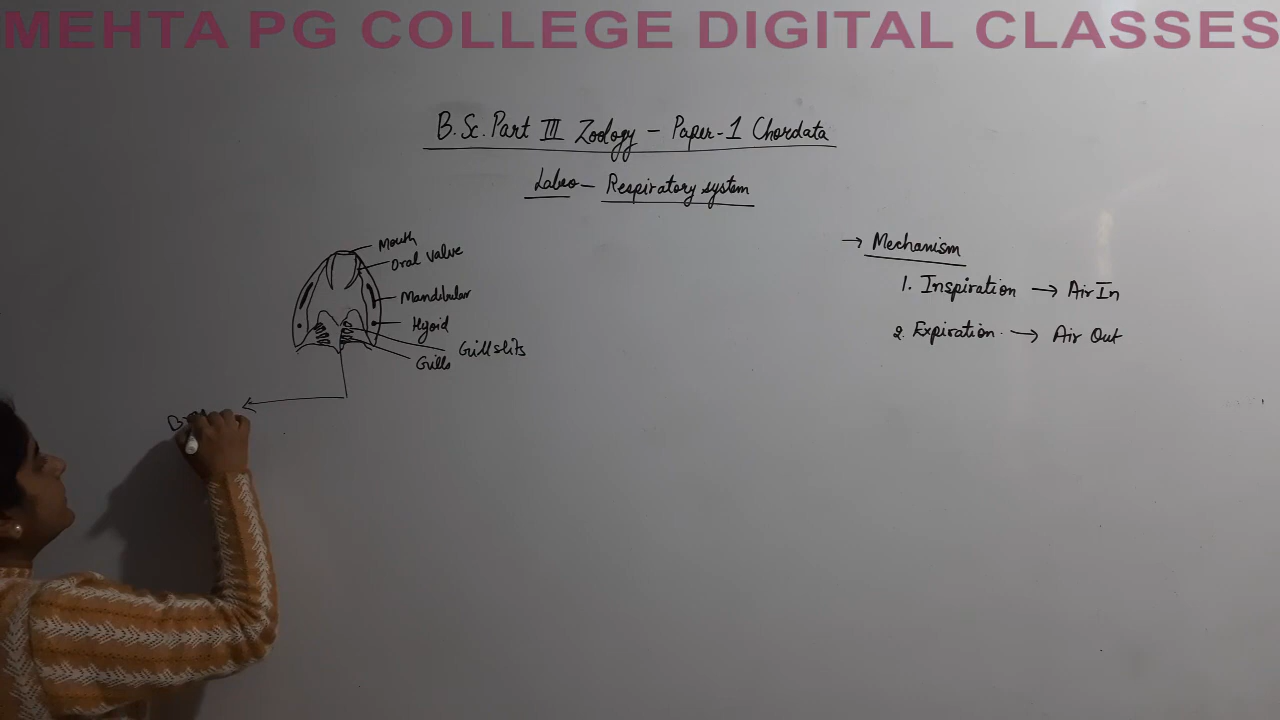 MEHTA PG COLLEGE DIGITAL CLASSES
B.Sc. Part III Zoology - Paper-1 Chordata
Labeo - Respiratory system
Mouth
Oral valve
Mandibular
Hyoid
Gillslits
Gills
→ Mechanism
1. Inspiration → Air In
2. Expiration → Air Out